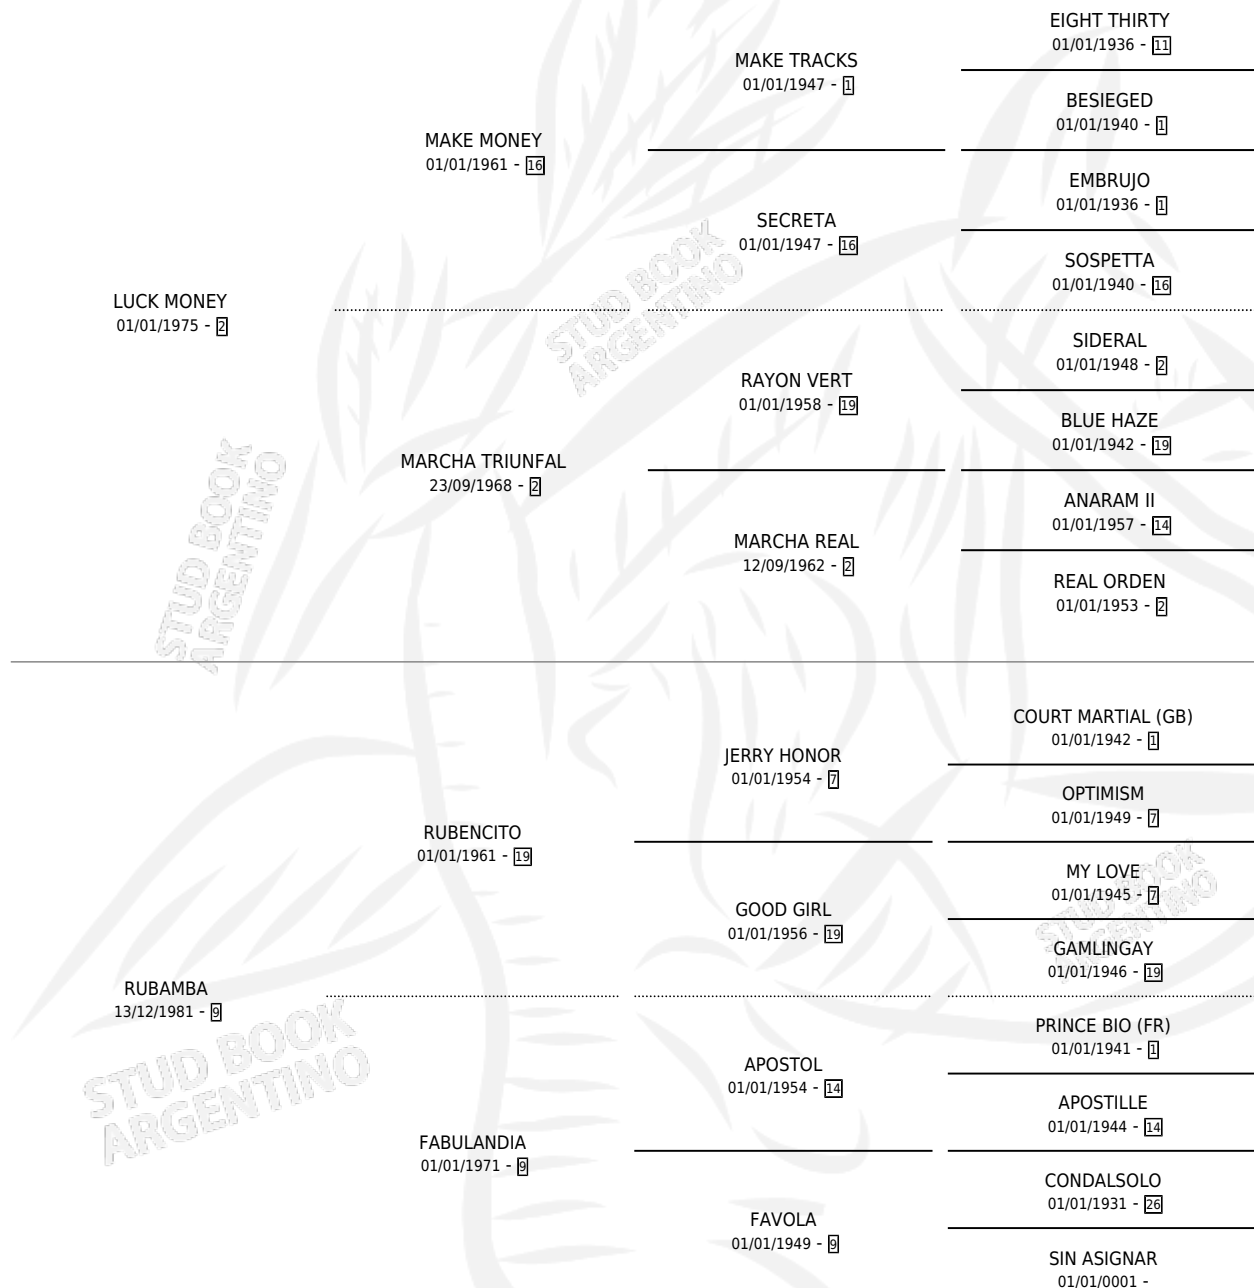 EIGHT THIRTY
01/01/1936 - 11
MAKE TRACKS
01/01/1947 - 1
BESIEGED
01/01/1940 - 1
MAKE MONEY
01/01/1961 - 16
EMBRUJO
01/01/1936 - 1
SECRETA
01/01/1947 - 16
SOSPETTA
01/01/1940 - 16
LUCK MONEY
01/01/1975 - 2
STUD BOOK
ARGENTINO
SIDERAL
01/01/1948 - 2
RAYON VERT
01/01/1958 - 19
BLUE HAZE
01/01/1942 - 19
MARCHA TRIUNFAL
23/09/1968 - 2
ANARAM II
01/01/1957 - 14
MARCHA REAL
12/09/1962 - 2
REAL ORDEN
01/01/1953 - 2
STUD BOOK
ARGENTINO
COURT MARTIAL (GB)
01/01/1942 - 1
JERRY HONOR
01/01/1954 - 7
OPTIMISM
01/01/1949 - 7
RUBENCITO
01/01/1961 - 19
MY LOVE
01/01/1945 - 7
GOOD GIRL
01/01/1956 - 19
STUD BOOK
ARGENTINO
GAMLINGAY
01/01/1946 - 19
RUBAMBA
13/12/1981 - 9
PRINCE BIO (FR)
01/01/1941 - 1
APOSTOL
01/01/1954 - 14
APOSTILLE
01/01/1944 - 14
STUD BOOK
ARGENTINO
FABULANDIA
01/01/1971 - 9
CONDALSOLO
01/01/1931 - 26
FAVOLA
01/01/1949 - 9
SIN ASIGNAR
01/01/0001 -